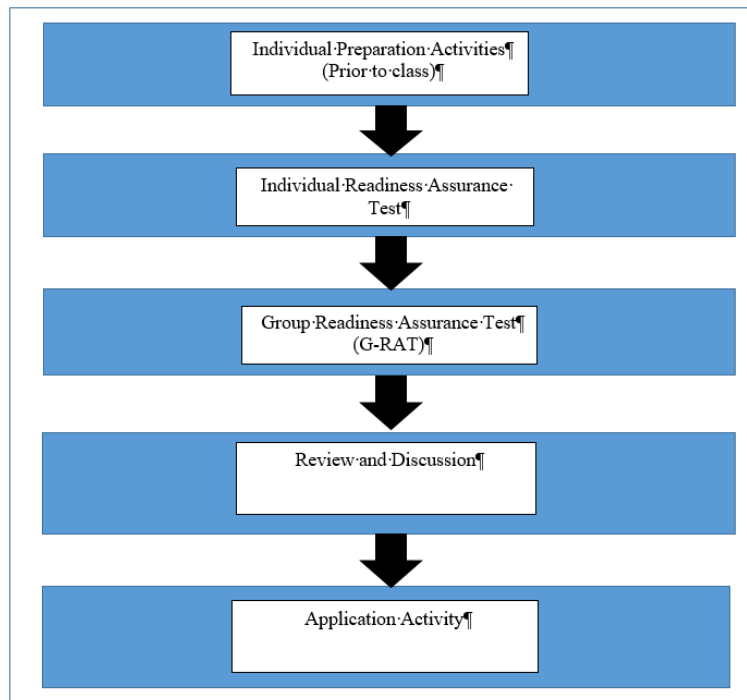 Individual·Preparation·Activities¶
(Prior·to·class)¶
Individual·Readiness·Assurance·
Test¶
Group·Readiness·Assurance·Test¶
(G-RAT)¶
Review·and·Discussion¶
Application·Activity¶